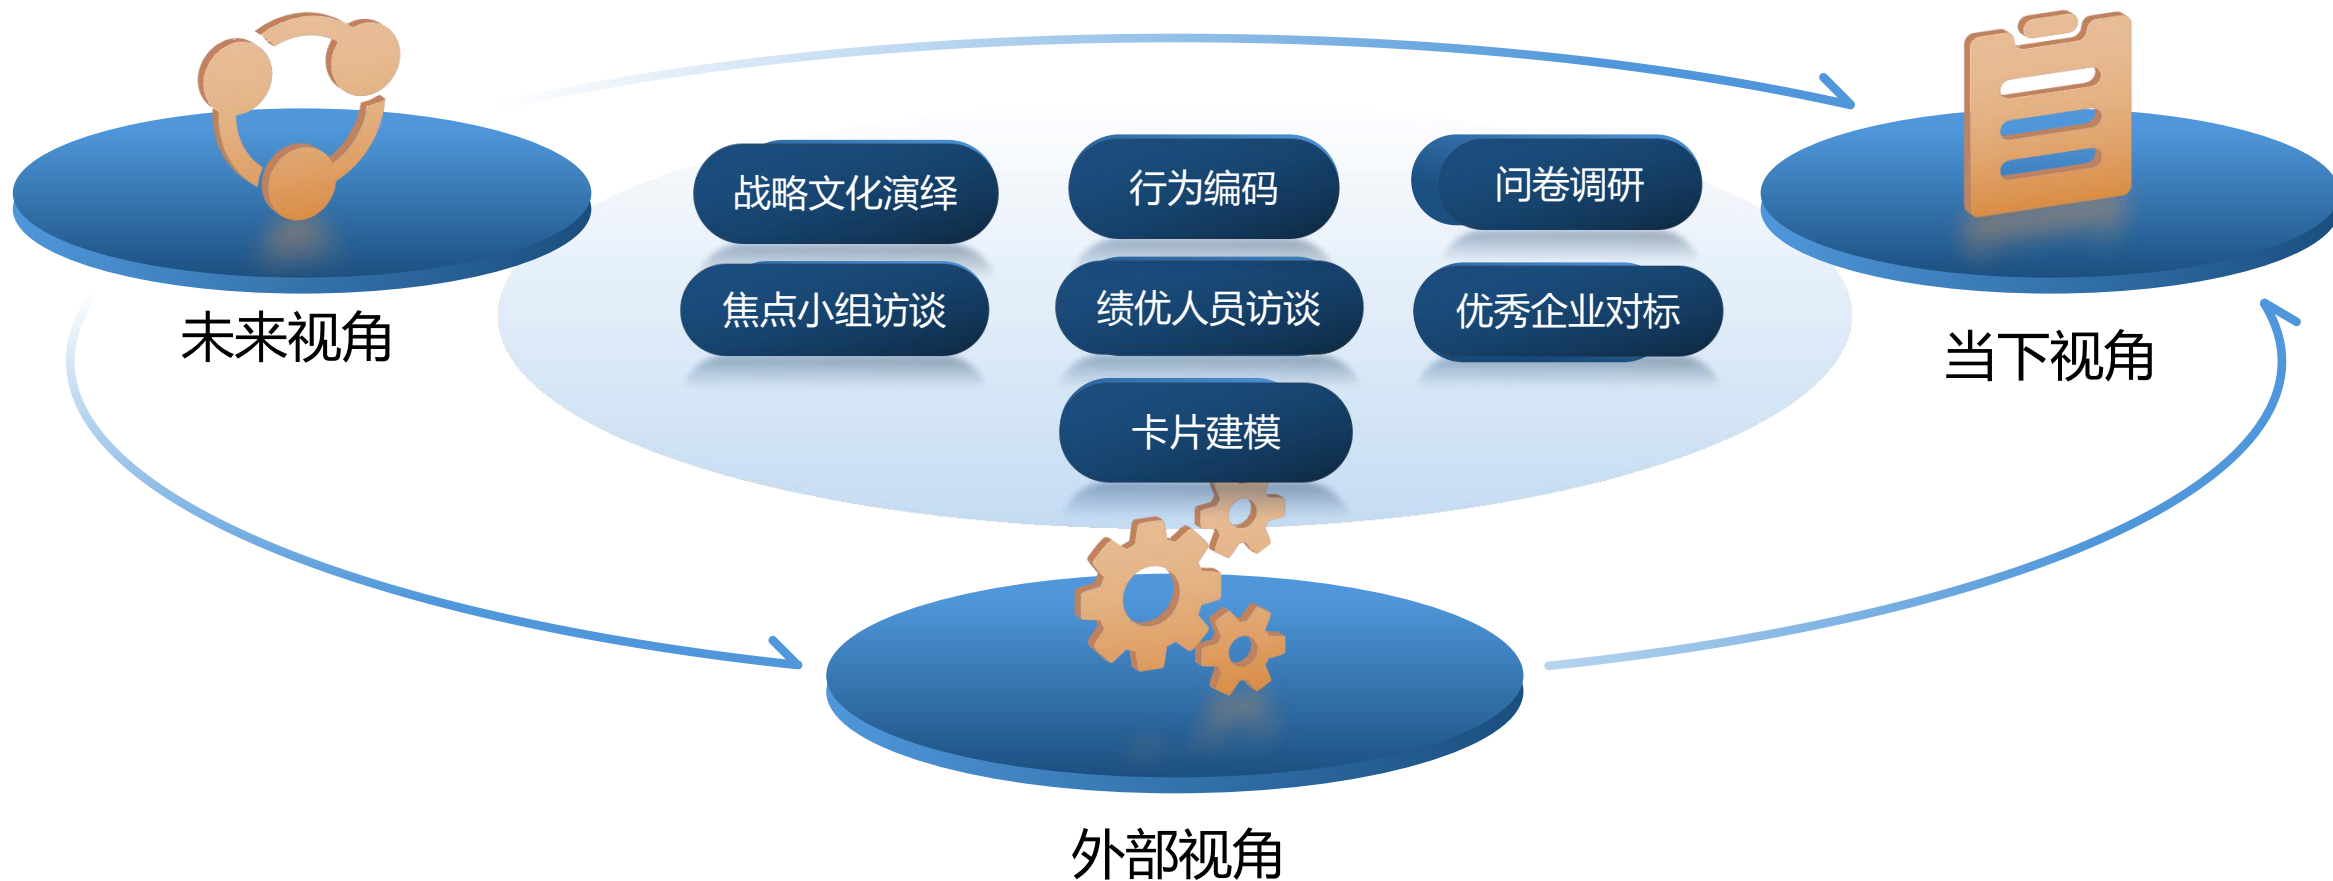 战略文化演绎
行为编码
问卷调研
焦点小组访谈
绩优人员访谈
优秀企业对标
卡片建模
未来视角
当下视角
外部视角